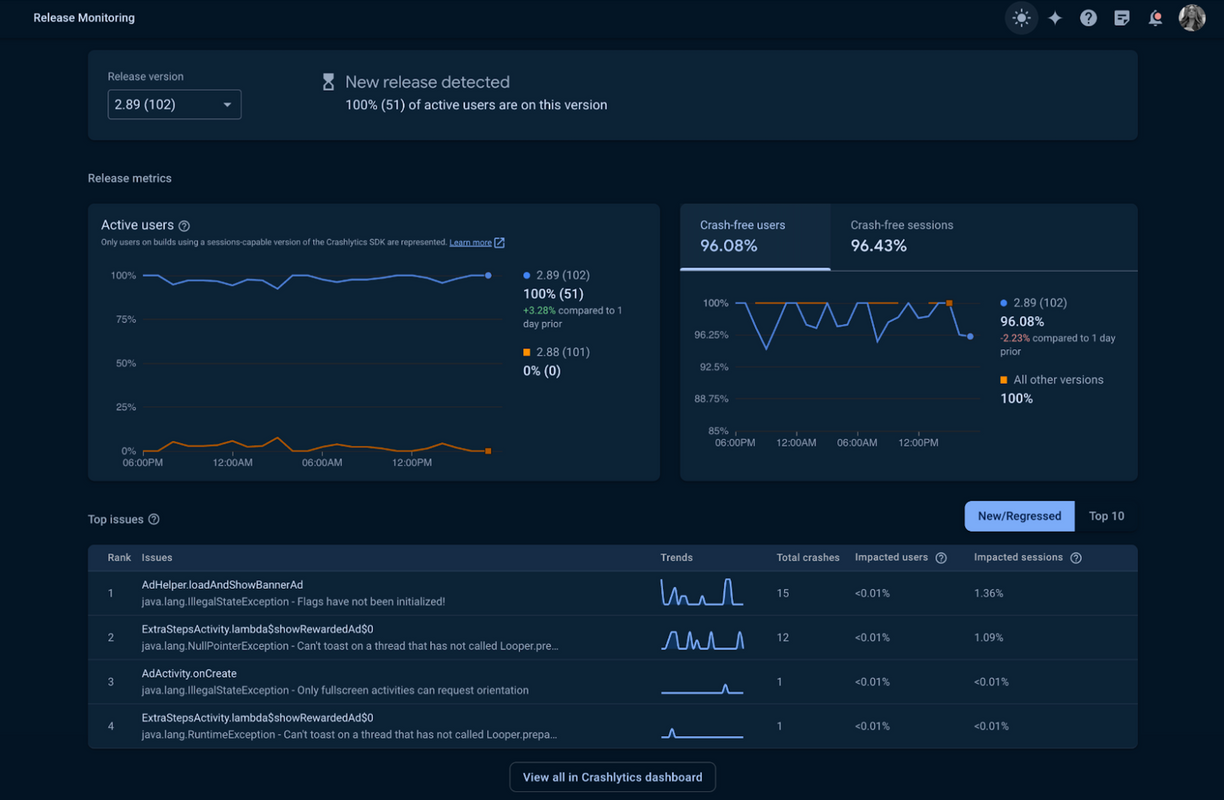 Release Monitoring
Release version
2.89 (102)
New release detected
100% (51) of active users are on this version
Release metrics
Active users
Only users on builds using a sessions-capable version of the Crashlytics SDK are represented. Learn more
100%
75%
50%
25%
0%
06:00PM 12:00AM 06:00AM 12:00PM
2.89 (102)
100% (51)
+3.28% compared to 1
day prior
2.88 (101)
0% (0)
Crash-free users
96.08%
Crash-free sessions
96.43%
100%
96.25%
92.5%
88.75%
85%
06:00PM 12:00AM 06:00AM 12:00PM
2.89 (102)
96.08%
-2.23% compared to 1 day
prior
All other versions
100%
Top issues
New/Regressed Top 10
Rank Issues Trends Total crashes Impacted users Impacted sessions
1 AdHelper.loadAndShowBannerAd 15 <0.01% 1.36%
java.lang.IllegalStateException - Flags have not been initialized!
2 ExtraStepsActivity.lambda$showRewardedAd$0 12 <0.01% 1.09%
java.lang.NullPointerException - Can't toast on a thread that has not called Looper.pre...
3 AdActivity.onCreate 1 <0.01% <0.01%
java.lang.IllegalStateException - Only fullscreen activities can request orientation
4 ExtraStepsActivity.lambda$showRewardedAd$0 1 <0.01% <0.01%
java.lang.RuntimeException - Can't toast on a thread that has not called Looper.prepa...
View all in Crashlytics dashboard